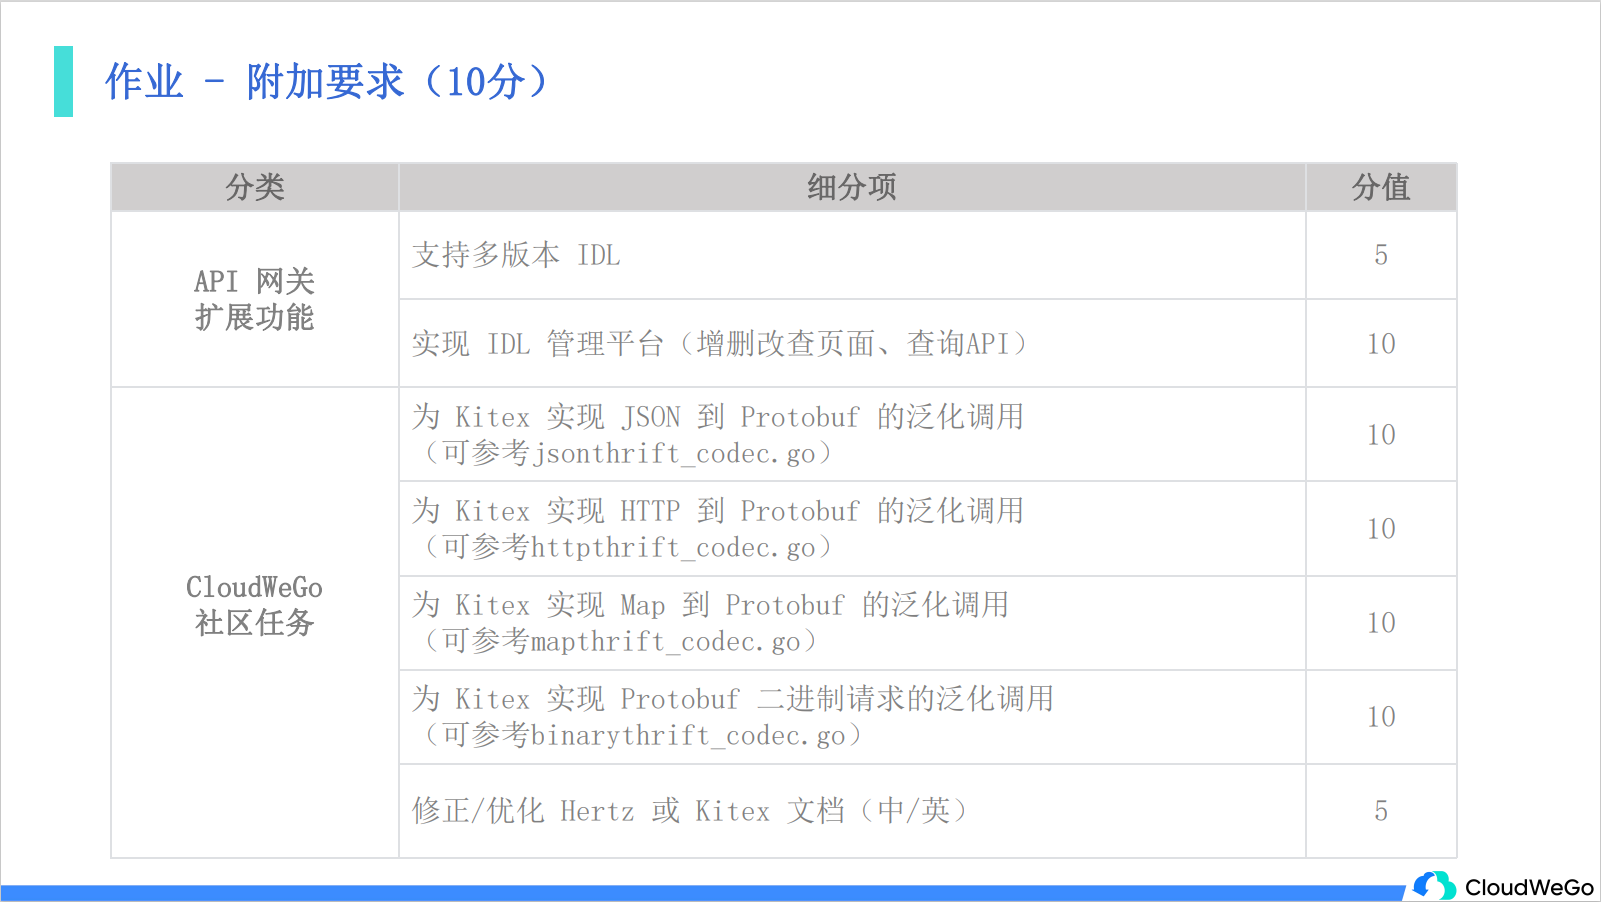 作业 - 附加要求（10分）
分类 细分项 分值
API 网关
扩展功能
支持多版本 IDL 5
实现 IDL 管理平台（增删改查页面、查询API） 10
CloudWeGo
社区任务
为 Kitex 实现 JSON 到 Protobuf 的泛化调用
（可参考jsonthrift_codec.go）
10
为 Kitex 实现 HTTP 到 Protobuf 的泛化调用
（可参考httpthrift_codec.go）
10
为 Kitex 实现 Map 到 Protobuf 的泛化调用
（可参考mapthrift_codec.go）
10
为 Kitex 实现 Protobuf 二进制请求的泛化调用
（可参考binarythrift_codec.go）
10
修正/优化 Hertz 或 Kitex 文档（中/英） 5
CloudWeGo